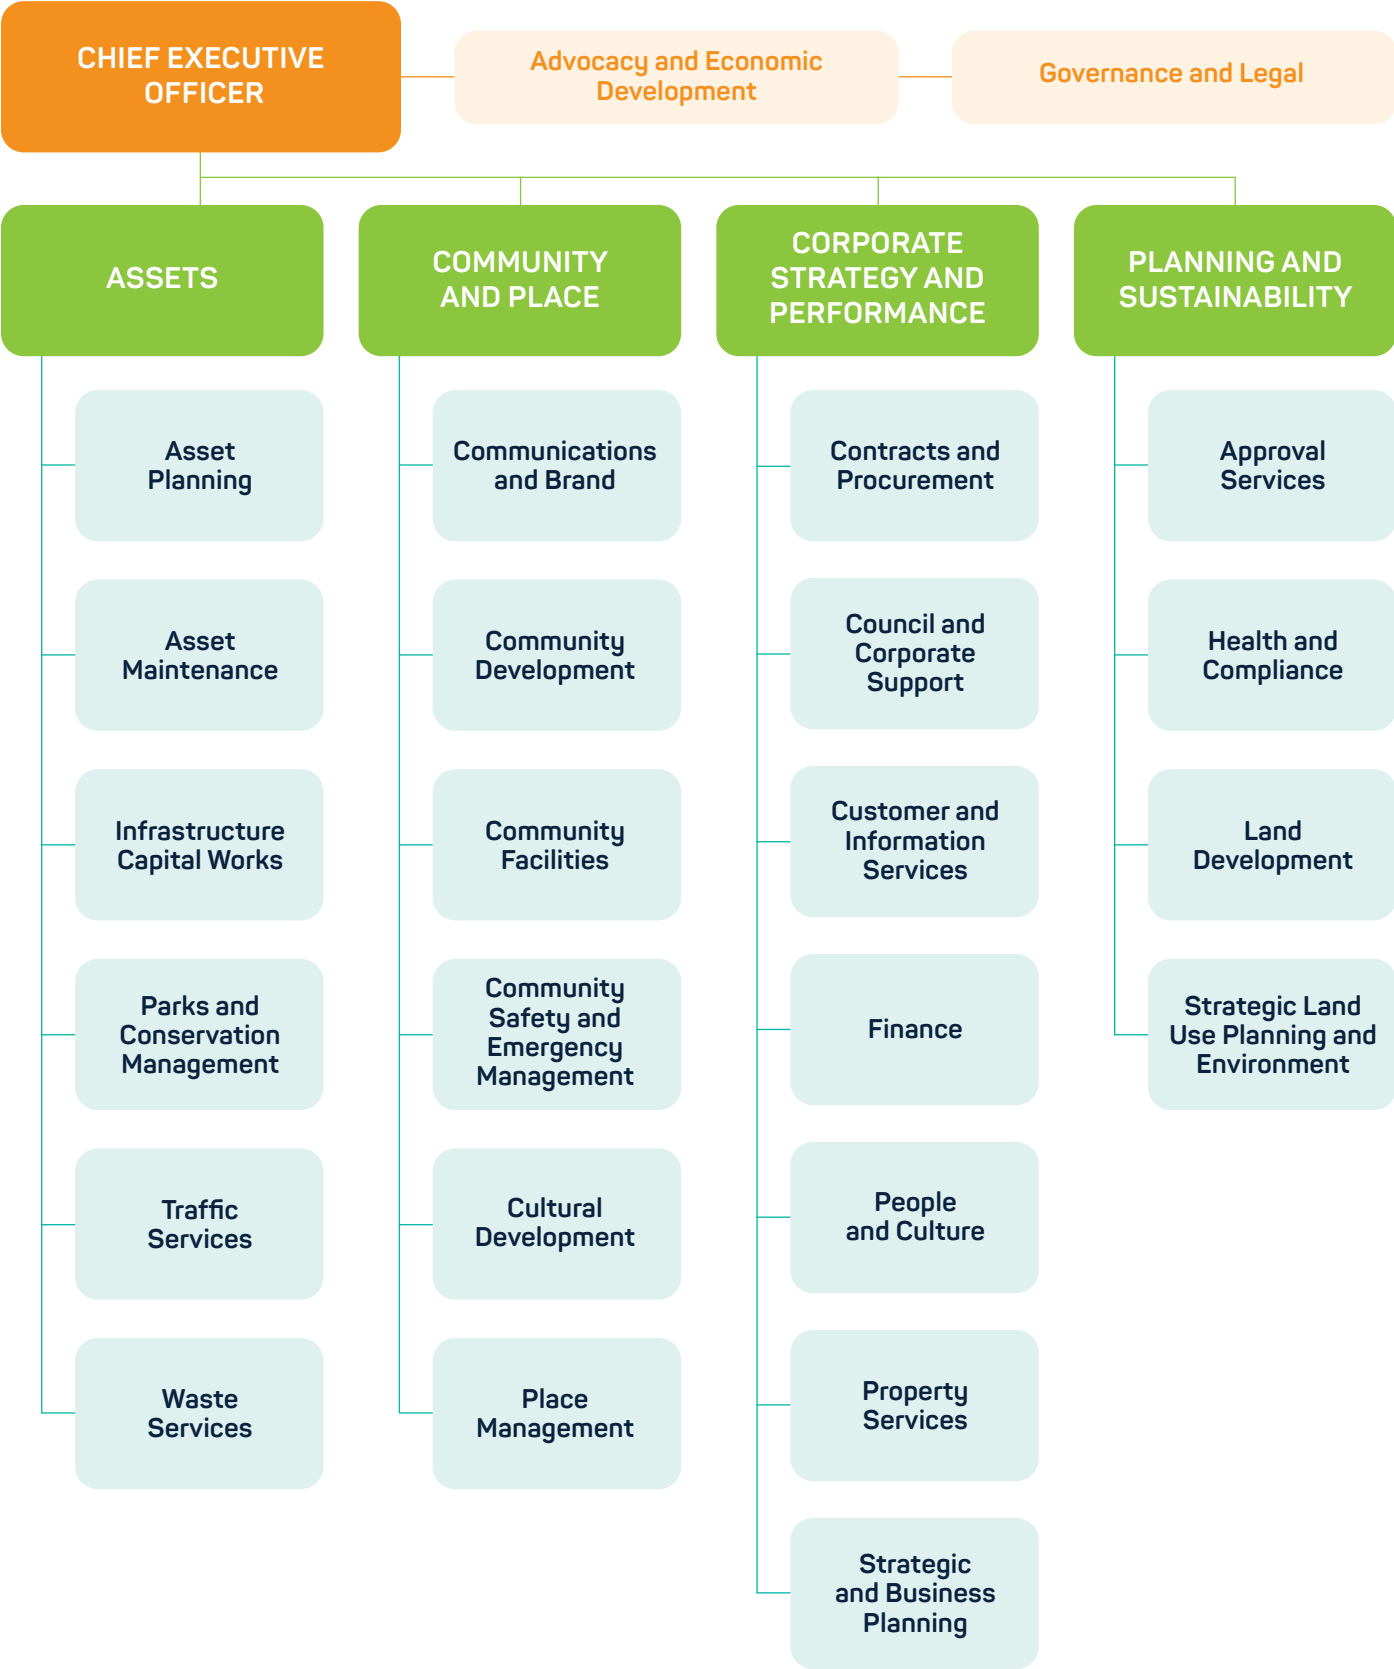 CHIEF EXECUTIVE
OFFICER
Advocacy and Economic
Development
Governance and Legal
ASSETS
Asset
Planning
Asset
Maintenance
Infrastructure
Capital Works
Parks and
Conservation
Management
Traffic
Services
Waste
Services
COMMUNITY
AND PLACE
Communications
and Brand
Community
Development
Community
Facilities
Community
Safety and
Emergency
Management
Cultural
Development
Place
Management
CORPORATE
STRATEGY AND
PERFORMANCE
Contracts and
Procurement
Council and
Corporate
Support
Customer and
Information
Services
Finance
People
and Culture
Property
Services
Strategic
and Business
Planning
PLANNING AND
SUSTAINABILITY
Approval
Services
Health and
Compliance
Land
Development
Strategic Land
Use Planning and
Environment